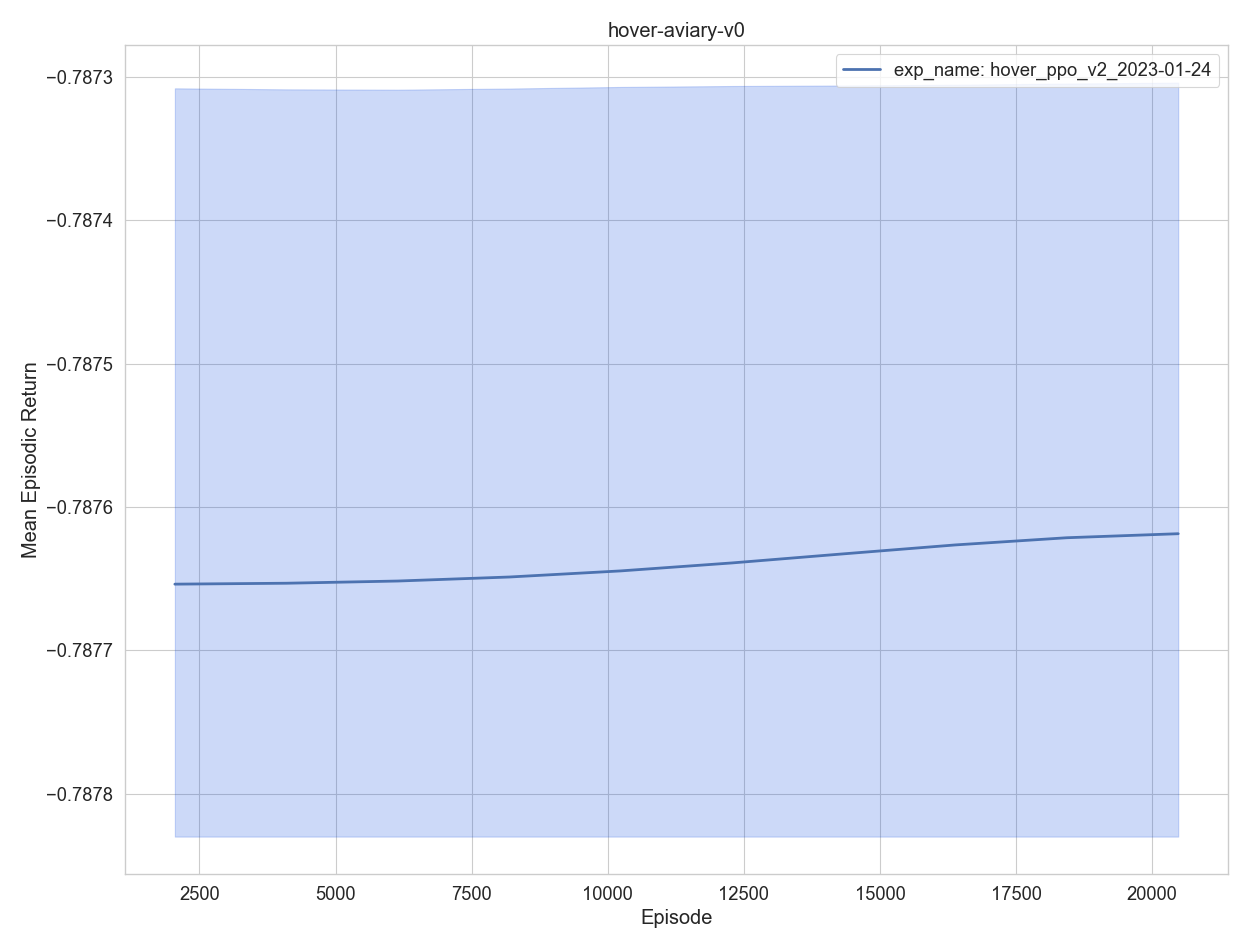 hover-aviary-v0
exp_name: hover_ppo_v2_2023-01-24
−0.7873
−0.7874
−0.7875
−0.7876
−0.7877
−0.7878
Mean Episodic Return
2500 5000 7500 10000 12500 15000 17500 20000
Episode